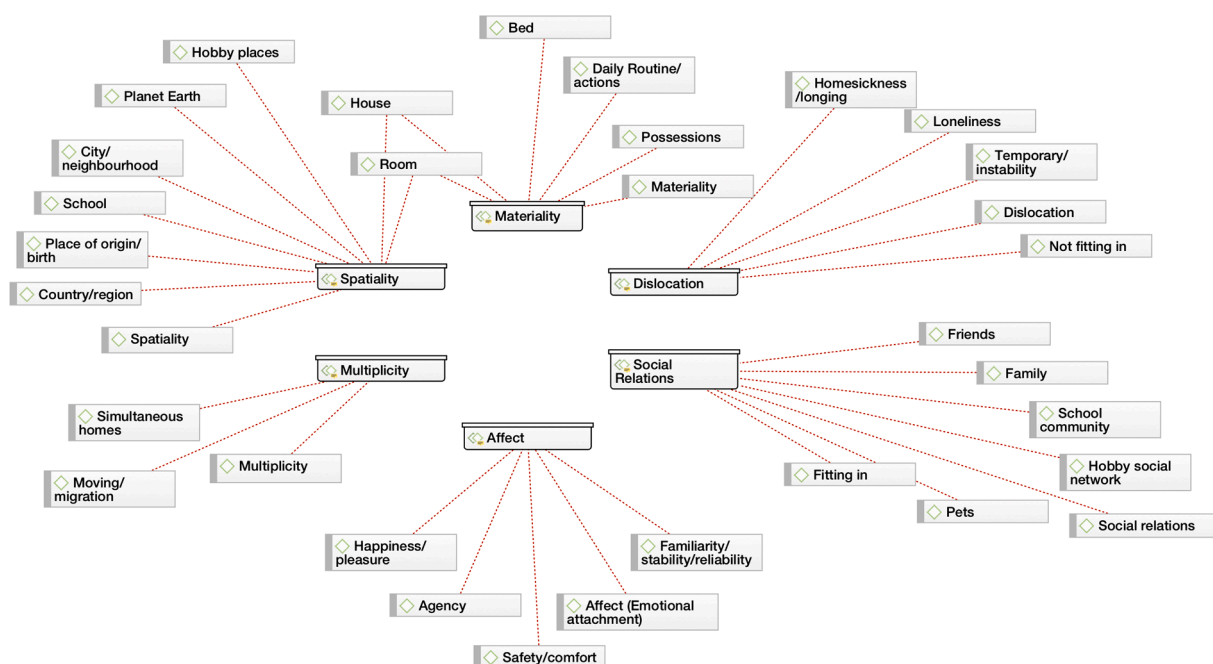 Bed
Hobby places
Daily Routine/
actions
Homesickness
/longing
Planet Earth
House
Loneliness
Possessions
City/
neighbourhood
Room
Temporary/
instability
Materiality
School
Materiality
Dislocation
Place of origin/
birth
Not fitting in
Spatiality
Dislocation
Country/region
Spatiality
Friends
Multiplicity
Social
Relations
Family
Simultaneous
homes
School
community
Affect
Multiplicity
Fitting in
Hobby social
network
Moving/
migration
Pets
Social relations
Happiness/
pleasure
Familiarity/
stability/reliability
Agency
Affect (Emotional
attachment)
Safety/comfort